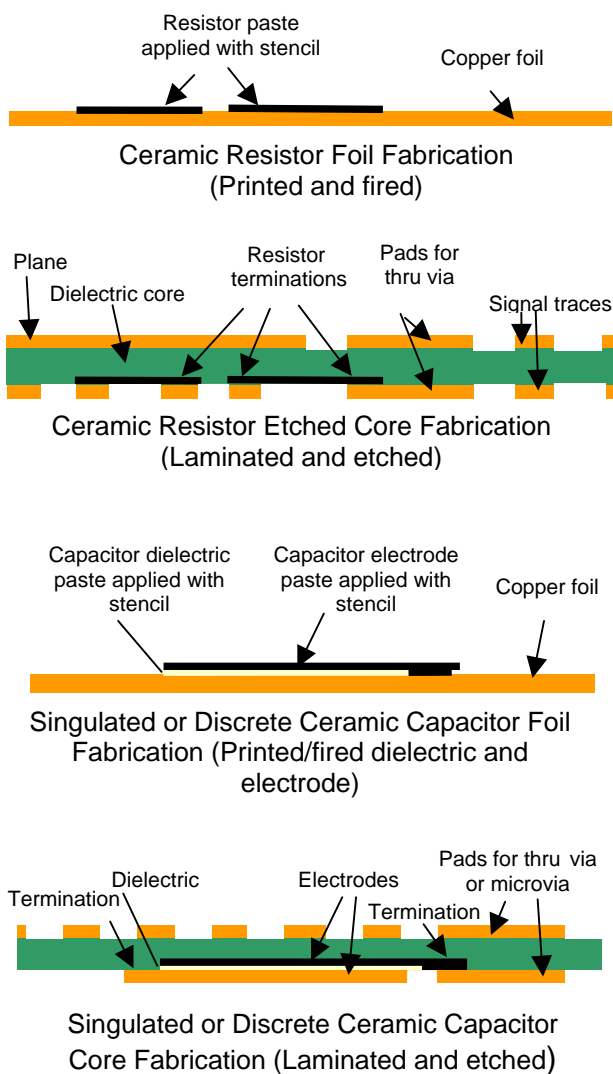 Resistor paste
applied with stencil
Copper foil
Ceramic Resistor Foil Fabrication
(Printed and fired)
Plane
Dielectric core
Resistor
terminations
Pads for
thru via
Signal traces
Ceramic Resistor Etched Core Fabrication
(Laminated and etched)
Capacitor dielectric
paste applied with
stencil
Capacitor electrode
paste applied with
stencil
Copper foil
Singulated or Discrete Ceramic Capacitor Foil
Fabrication (Printed/fired dielectric and
electrode)
Termination
Dielectric
Electrodes
Termination
Pads for thru via
or microvia
Singulated or Discrete Ceramic Capacitor
Core Fabrication (Laminated and etched)